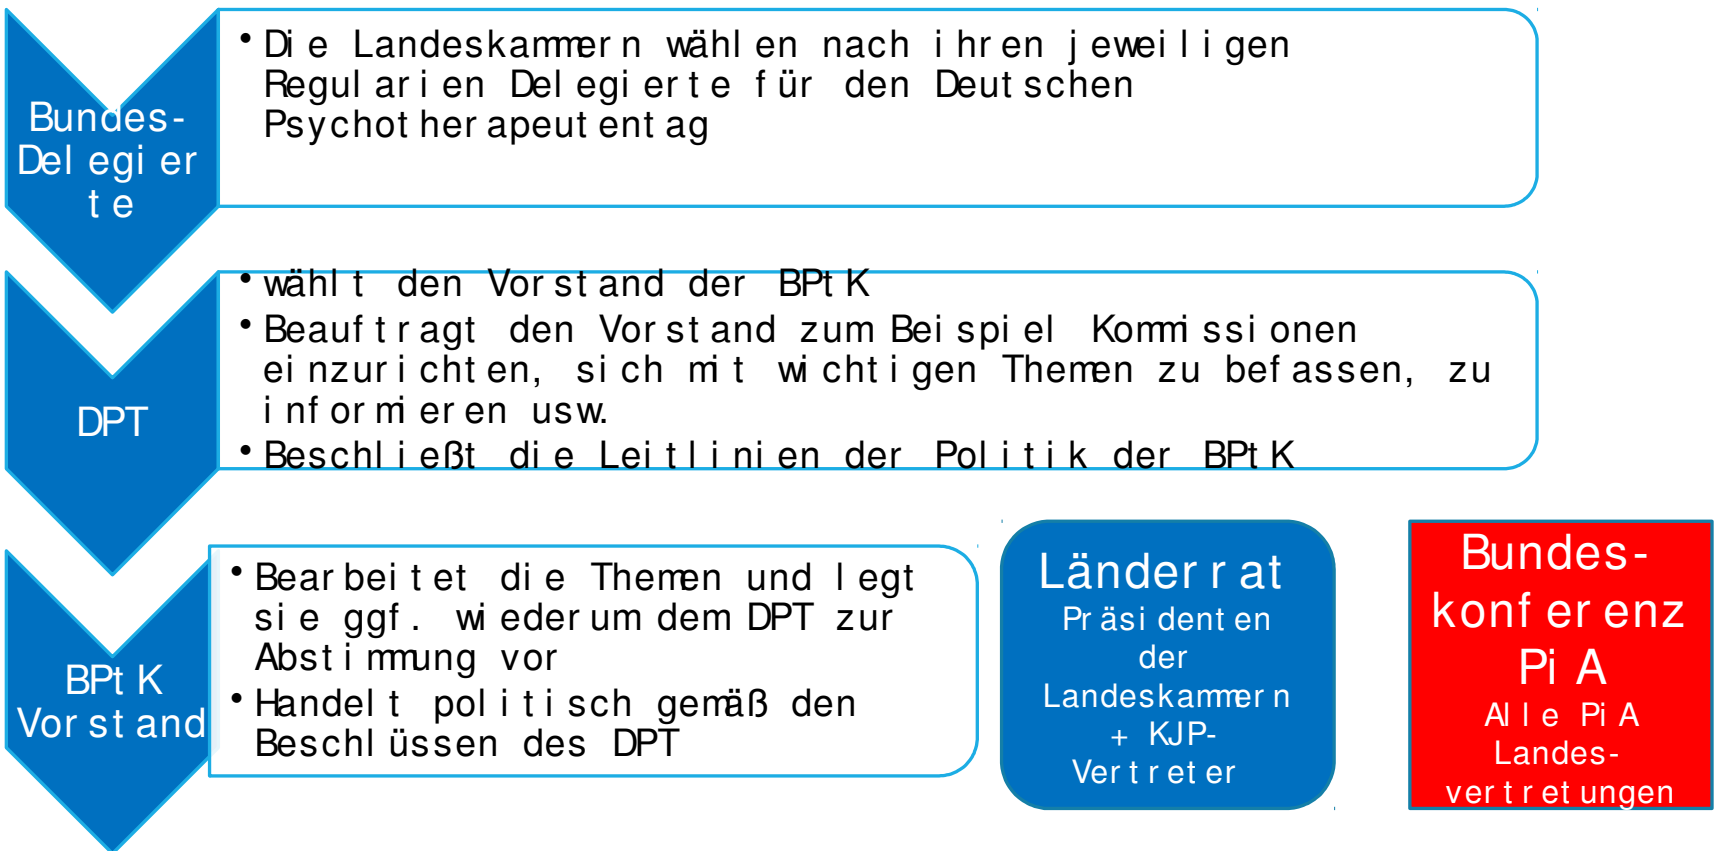 Bundes-
Delegier
te
• Die Landeskammern wählen nach ihren jeweiligen
Regularien Delegierte für den Deutschen
Psychotherapeutentag
DPT
• wählt den Vorstand der BPtK
• Beauftragt den Vorstand zum Beispiel Kommissionen
einzurichten, sich mit wichtigen Themen zu befassen, zu
informieren usw.
• Beschließt die Leitlinien der Politik der BPtK
BPtK
Vorstand
• Bearbeitet die Themen und legt
sie ggf. wiederum dem DPT zur
Abstimmung vor
• Handelt politisch gemäß den
Beschlüssen des DPT
Länderrat
Präsidenten
der
Landeskammern
+ KJP-
Vertreter
Bundes-
konferenz
PiA
Alle PiA
Landes-
vertretungen